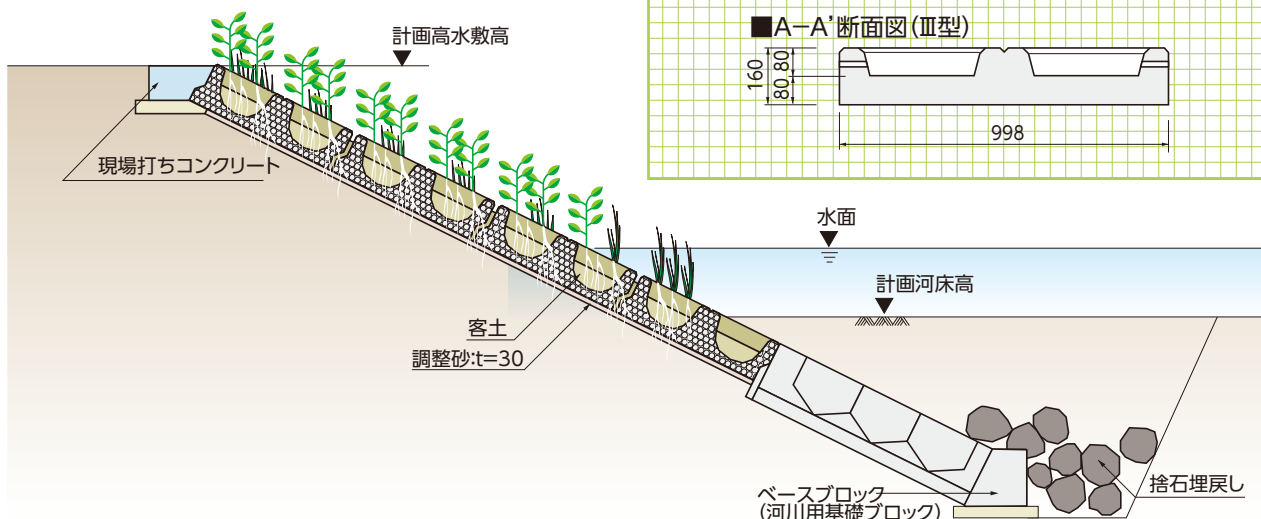 ■A-A'断面図(Ⅲ型)
160
80
80
998
計画高水敷高
現場打ちコンクリート
水面
計画河床高
客土
調整砂:t=30
捨石埋戻し
ベースブロック
(河川用基礎ブロック)